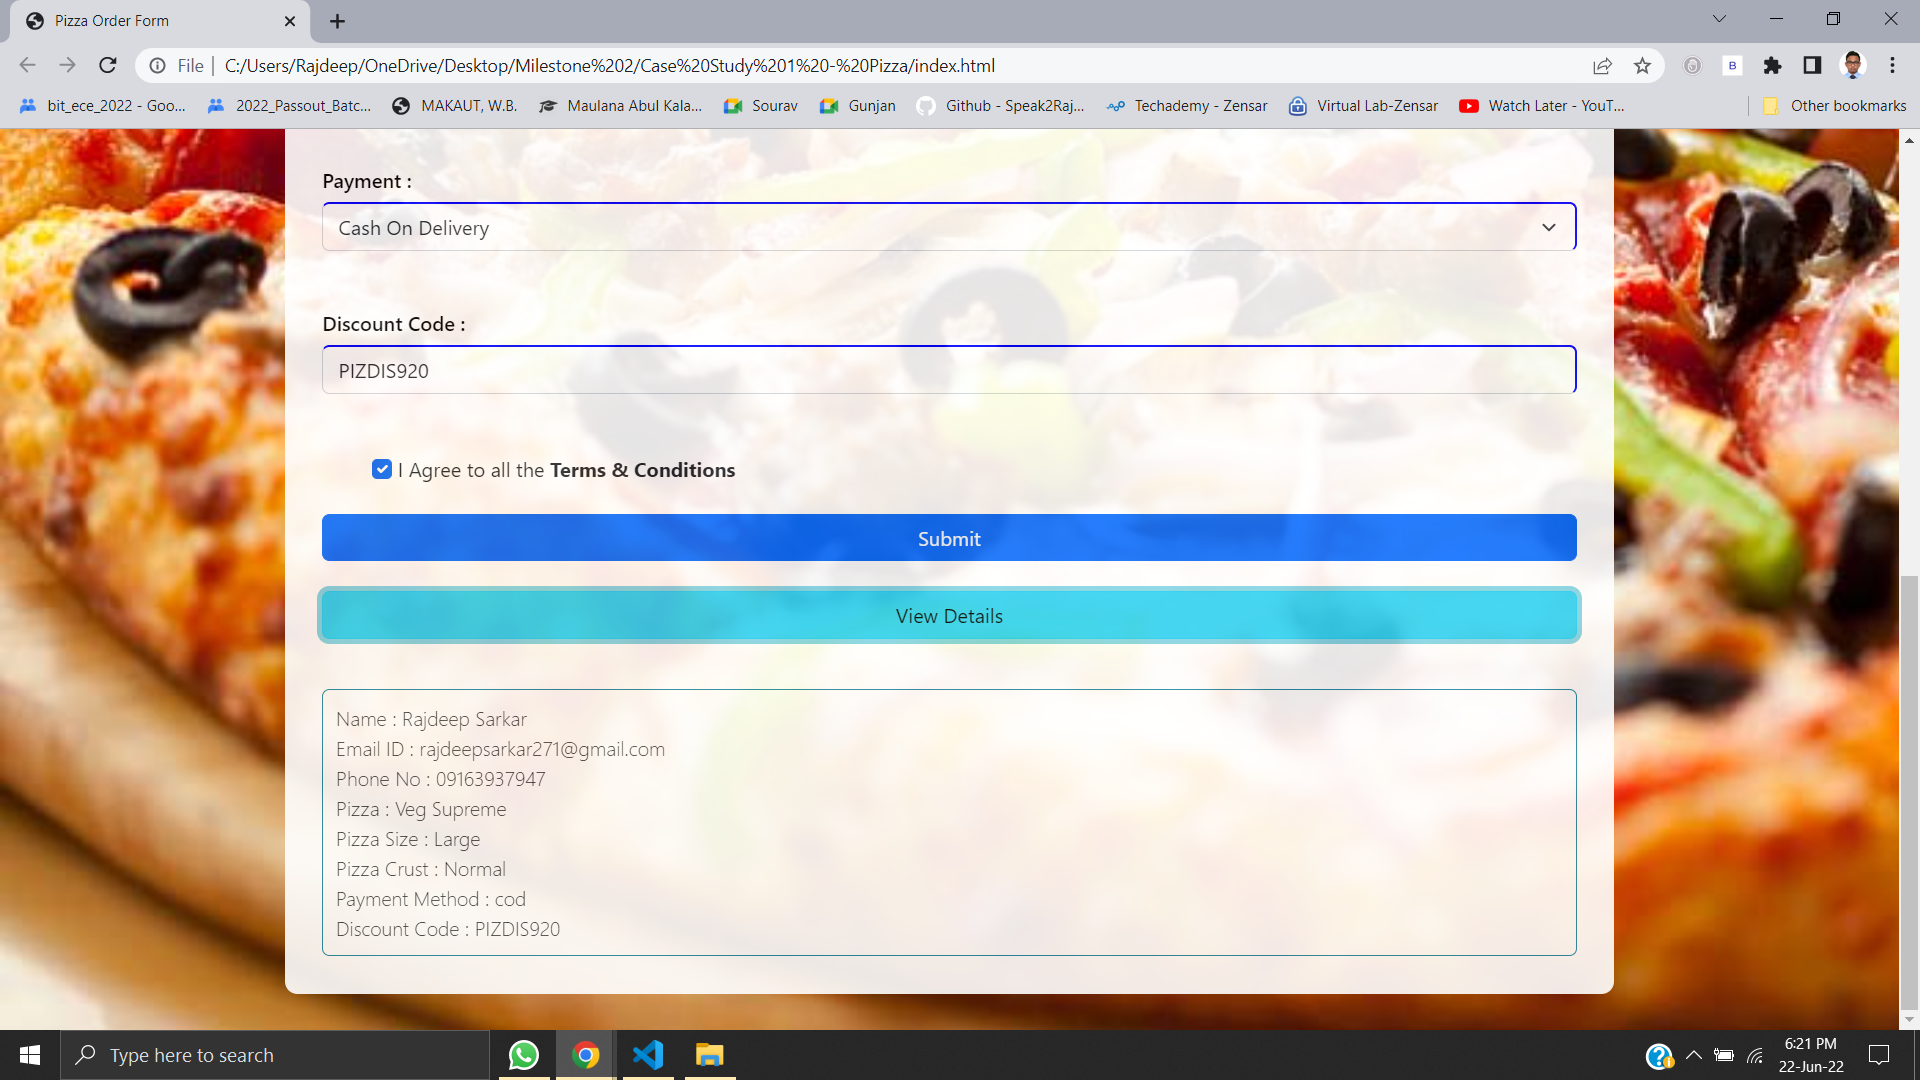 Pizza Order Form
File
C:/Users/Rajdeep/OneDrive/Desktop/Milestone%202/Case%20Study%201%20-%20Pizza/index.html
B
bit_ece_2022 - Goo...
2022_Passout_Batc...
MAKAUT, W.B.
Maulana Abul Kala...
Sourav
Gunjan
Github - Speak2Raj...
Techademy - Zensar
Virtual Lab-Zensar
Watch Later - YouT...
Other bookmarks
Payment :
Cash On Delivery
Discount Code :
PIZDIS920
I Agree to all the Terms & Conditions
Submit
View Details
Name : Rajdeep Sarkar
Email ID : rajdeepsarkar271@gmail.com
Phone No : 09163937947
Pizza : Veg Supreme
Pizza Size : Large
Pizza Crust : Normal
Payment Method : cod
Discount Code : PIZDIS920
Type here to search
6:21 PM
22-Jun-22